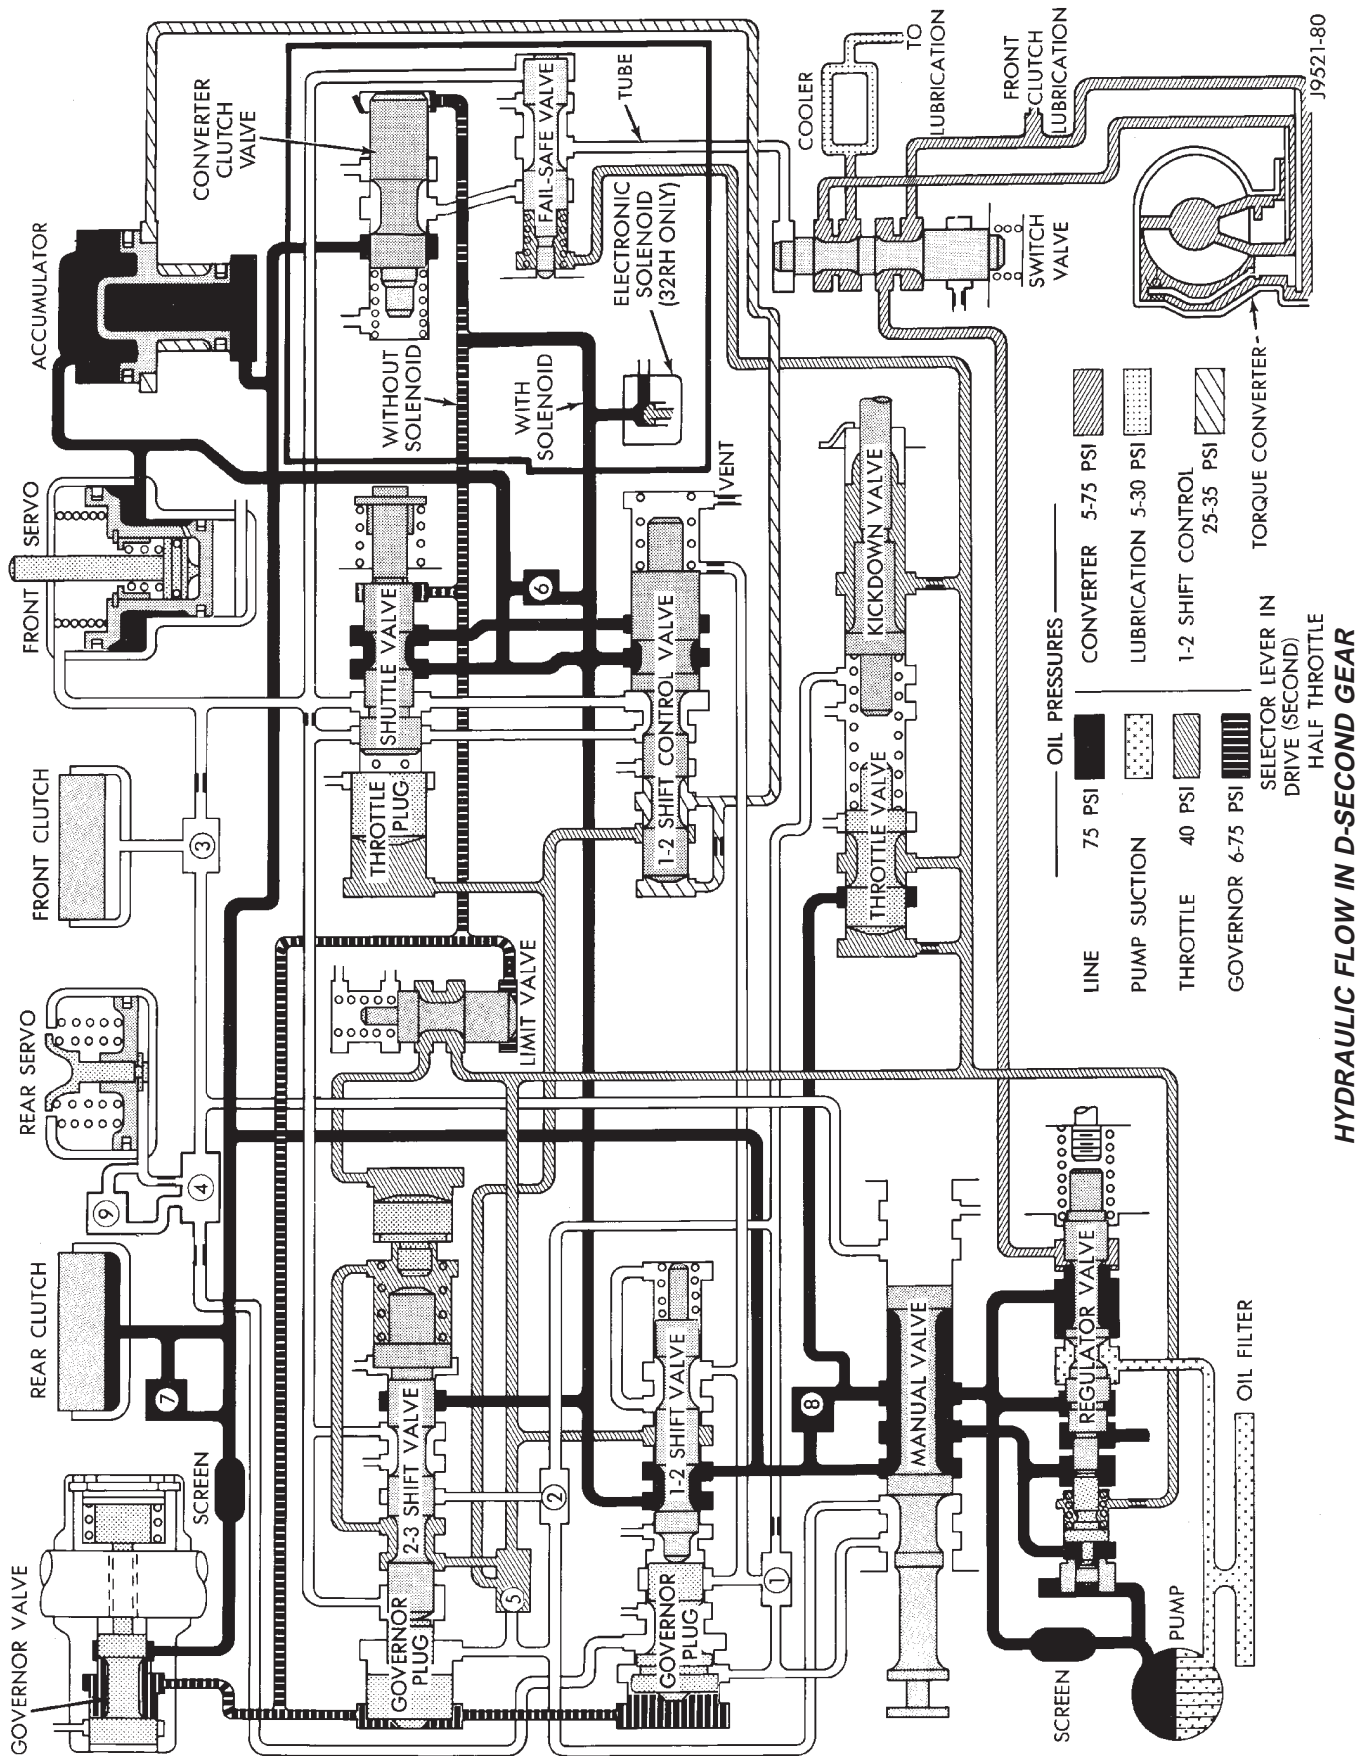 GOVERNOR VALVE
REAR CLUTCH
REAR SERVO
FRONT CLUTCH
FRONT SERVO
ACCUMULATOR
CONVERTER
CLUTCH
VALVE
SCREEN
7
9
4
3
6
2-3 SHIFT VALVE
GOVERNOR
PLUG
5
2
LIMIT VALVE
THROTTLE
PLUG
SHUTTLE VALVE
WITHOUT
SOLENOID
WITH
SOLENOID
FAIL-SAFE VALVE
TUBE
ELECTRONIC
SOLENOID
(32RH ONLY)
GOVERNOR
PLUG
1-2 SHIFT VALVE
1
1-2 SHIFT CONTROL VALVE
VENT
COOLER
TO
LUBRICATION
FRONT
CLUTCH
LUBRICATION
SWITCH
VALVE
8
MANUAL VALVE
THROTTLE VALVE
KICKDOWN VALVE
SCREEN
PUMP
REGULATOR VALVE
OIL FILTER
OIL PRESSURES
LINE 75 PSI
PUMP SUCTION
THROTTLE 40 PSI
GOVERNOR 6-75 PSI
CONVERTER 5-75 PSI
LUBRICATION 5-30 PSI
1-2 SHIFT CONTROL
25-35 PSI
TORQUE CONVERTER
SELECTOR LEVER IN
DRIVE (SECOND)
HALF THROTTLE
J9521-80
HYDRAULIC FLOW IN D-SECOND GEAR